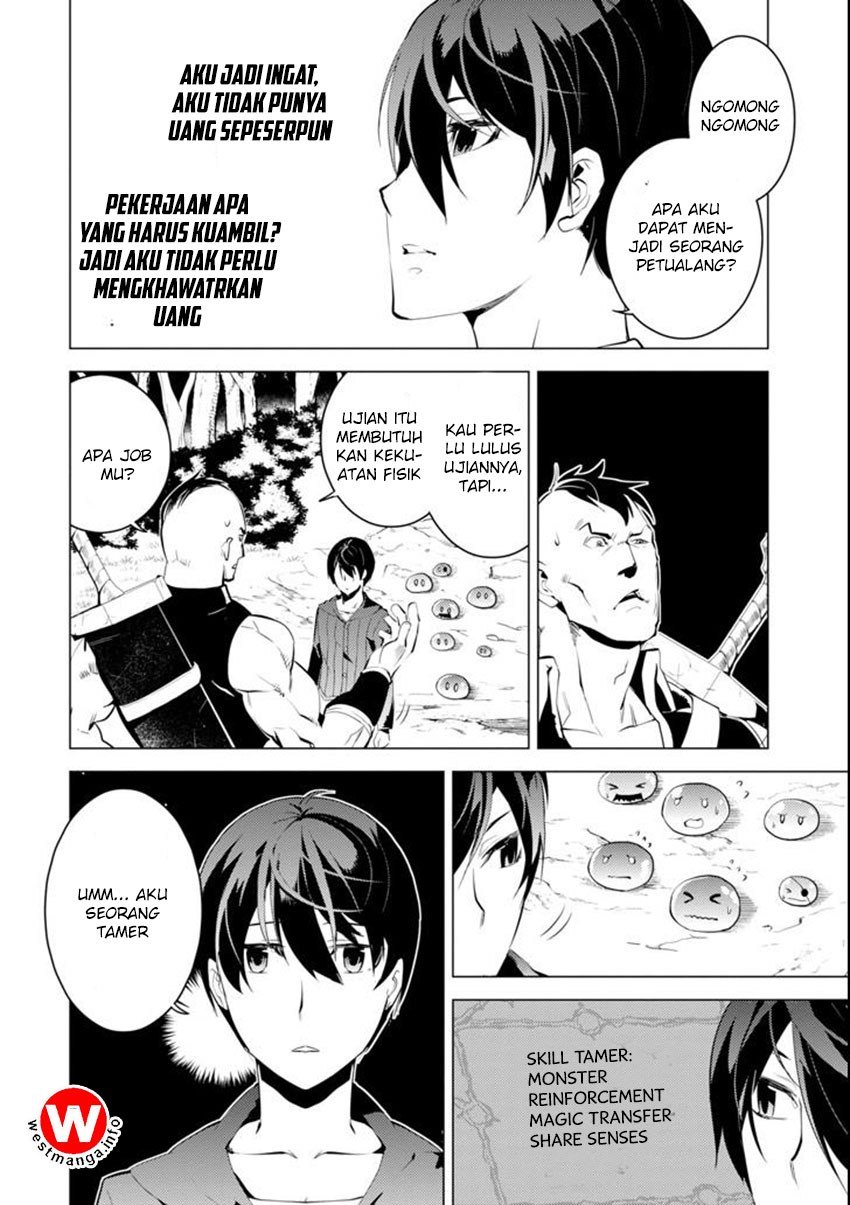 NGOMONG
NGOMONG
APA AKU
DAPAT MEN-
JADI SEORANG
PETUALANG?
AKU JADI INGAT,
AKU TIDAK PUNYA
UANG SEPESERPUN
PEKERJAAN APA
YANG HARUS KUAMBIL?
JADI AKU TIDAK PERLU
MENGKHAWATRKAN
UANG
KAU PER-
LU LULUS
UJIANNYA,
TAPI...
UJIAN ITU
MEMBUTUH
KAN KEKU-
ATAN FISIK
APA JOB
MU?
UMM... AKU
SEORANG
TAMER
SKILL TAMER:
MONSTER
REINFORCEMENT
MAGIC TRANSFER
SHARE SENSES
W
westmanga.info